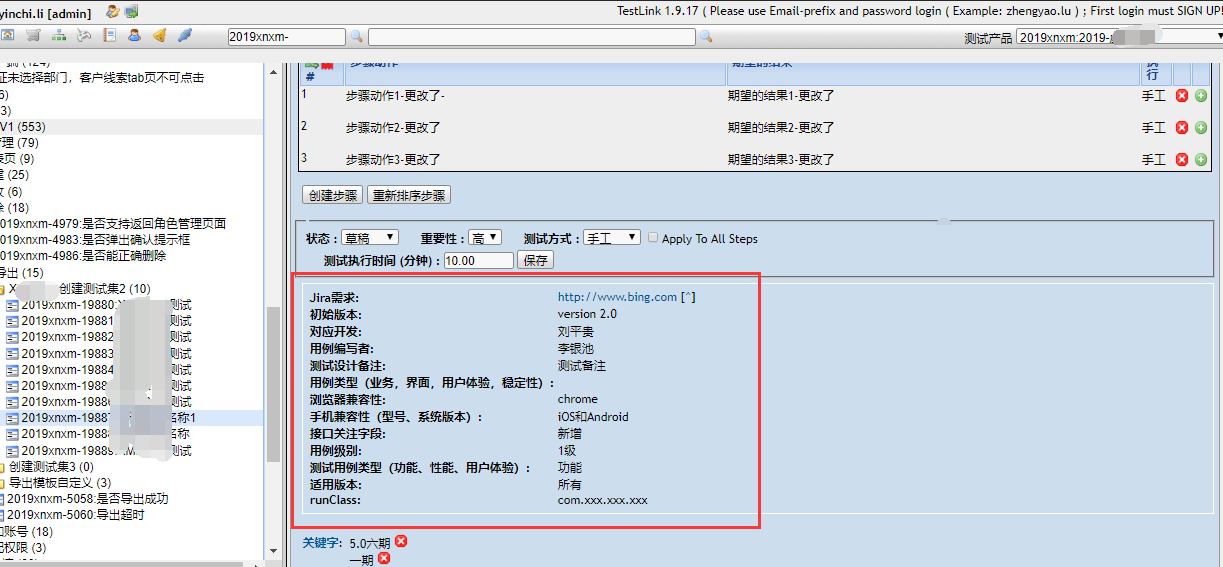 yinchi.li [admin]
TestLink 1.9.17 ( Please use Email-prefix and password login ( Example: zhengyao.lu ) ; First login must SIGN UP!
2019xnxm-
测试产品 2019xnxm:2019-
(124)
证未选择部门，客户线索tab页不可点击
6)
3)
V1 (553)
管理 (79)
表页 (9)
(25)
(6)
除 (18)
2019xnxm-4979:是否支持返回角色管理页面
2019xnxm-4983:是否弹出确认提示框
2019xnxm-4986:是否能正确删除
导出 (15)
X 创建测试集2 (10)
2019xnxm-19880: 测试
2019xnxm-19881 测试
2019xnxm-19882 测试
2019xnxm-19883 测试
2019xnxm-19884 测试
2019xnxm-1988 测试
2019xnxm-1988 测试
2019xnxm-19887 名称1
2019xnxm-1988 名称
2019xnxm-1988 测试
创建测试集3 (0)
导出模板自定义 (3)
2019xnxm-5058:是否导出成功
2019xnxm-5060:导出超时
账号 (18)
权限 (3)
# 步骤动作 期望的结果 执行
1 步骤动作1-更改了- 期望的结果1-更改了 手工
2 步骤动作2-更改了 期望的结果2-更改了 手工
3 步骤动作3-更改了 期望的结果3-更改了 手工
创建步骤 重新排序步骤
状态： 草稿 重要性： 高 测试方式： 手工 Apply To All Steps
测试执行时间 (分钟)： 10.00 保存
Jira需求: http://www.bing.com [^]
初始版本: version 2.0
对应开发: 刘平贵
用例编写者: 李银池
测试设计备注: 测试备注
用例类型（业务，界面，用户体验，稳定性）:
浏览器兼容性: chrome
手机兼容性（型号、系统版本）: iOS和Android
接口关注字段: 新增
用例级别: 1级
测试用例类型（功能、性能、用户体验）: 功能
适用版本: 所有
runClass: com.xxx.xxx.xxx
关键字: 5.0六期
一期